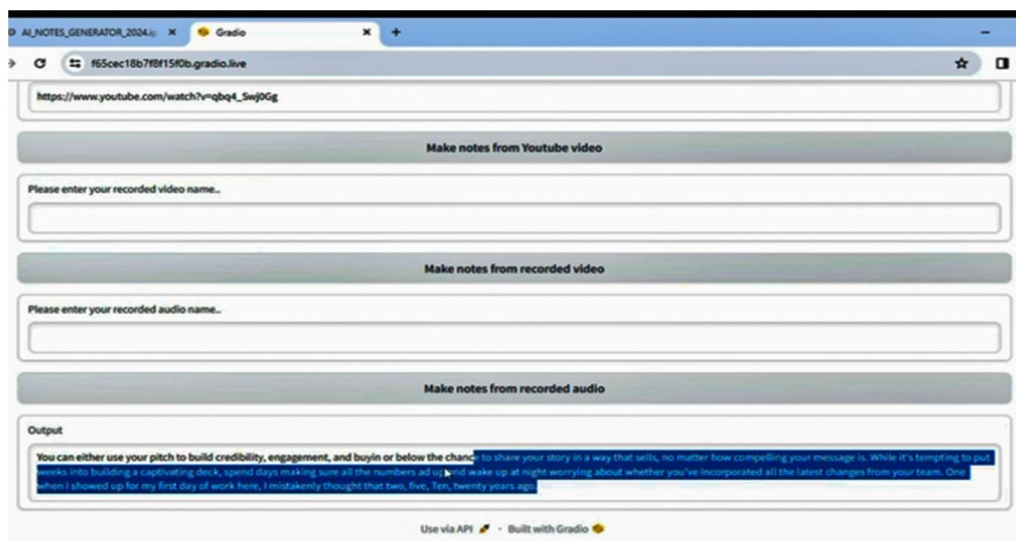 AI_NOTES_GENERATOR_2024.ip
Gradio
f65cec18b7f8f15f0b.gradio.live
https://www.youtube.com/watch?v=qbq4_Swj0Gg
Make notes from Youtube video
Please enter your recorded video name..
Make notes from recorded video
Please enter your recorded audio name..
Make notes from recorded audio
Output
You can either use your pitch to build credibility, engagement, and buyin or below the chance to share your story in a way that sells, no matter how compelling your message is. While it's tempting to put
weeks into building a captivating deck, spend days making sure all the numbers ad up and wake up at night worrying about whether you've incorporated all the latest changes from your team. One
when I showed up for my first day of work here, I mistakenly thought that two, five, Ten, twenty years ago.
Use via API · Built with Gradio